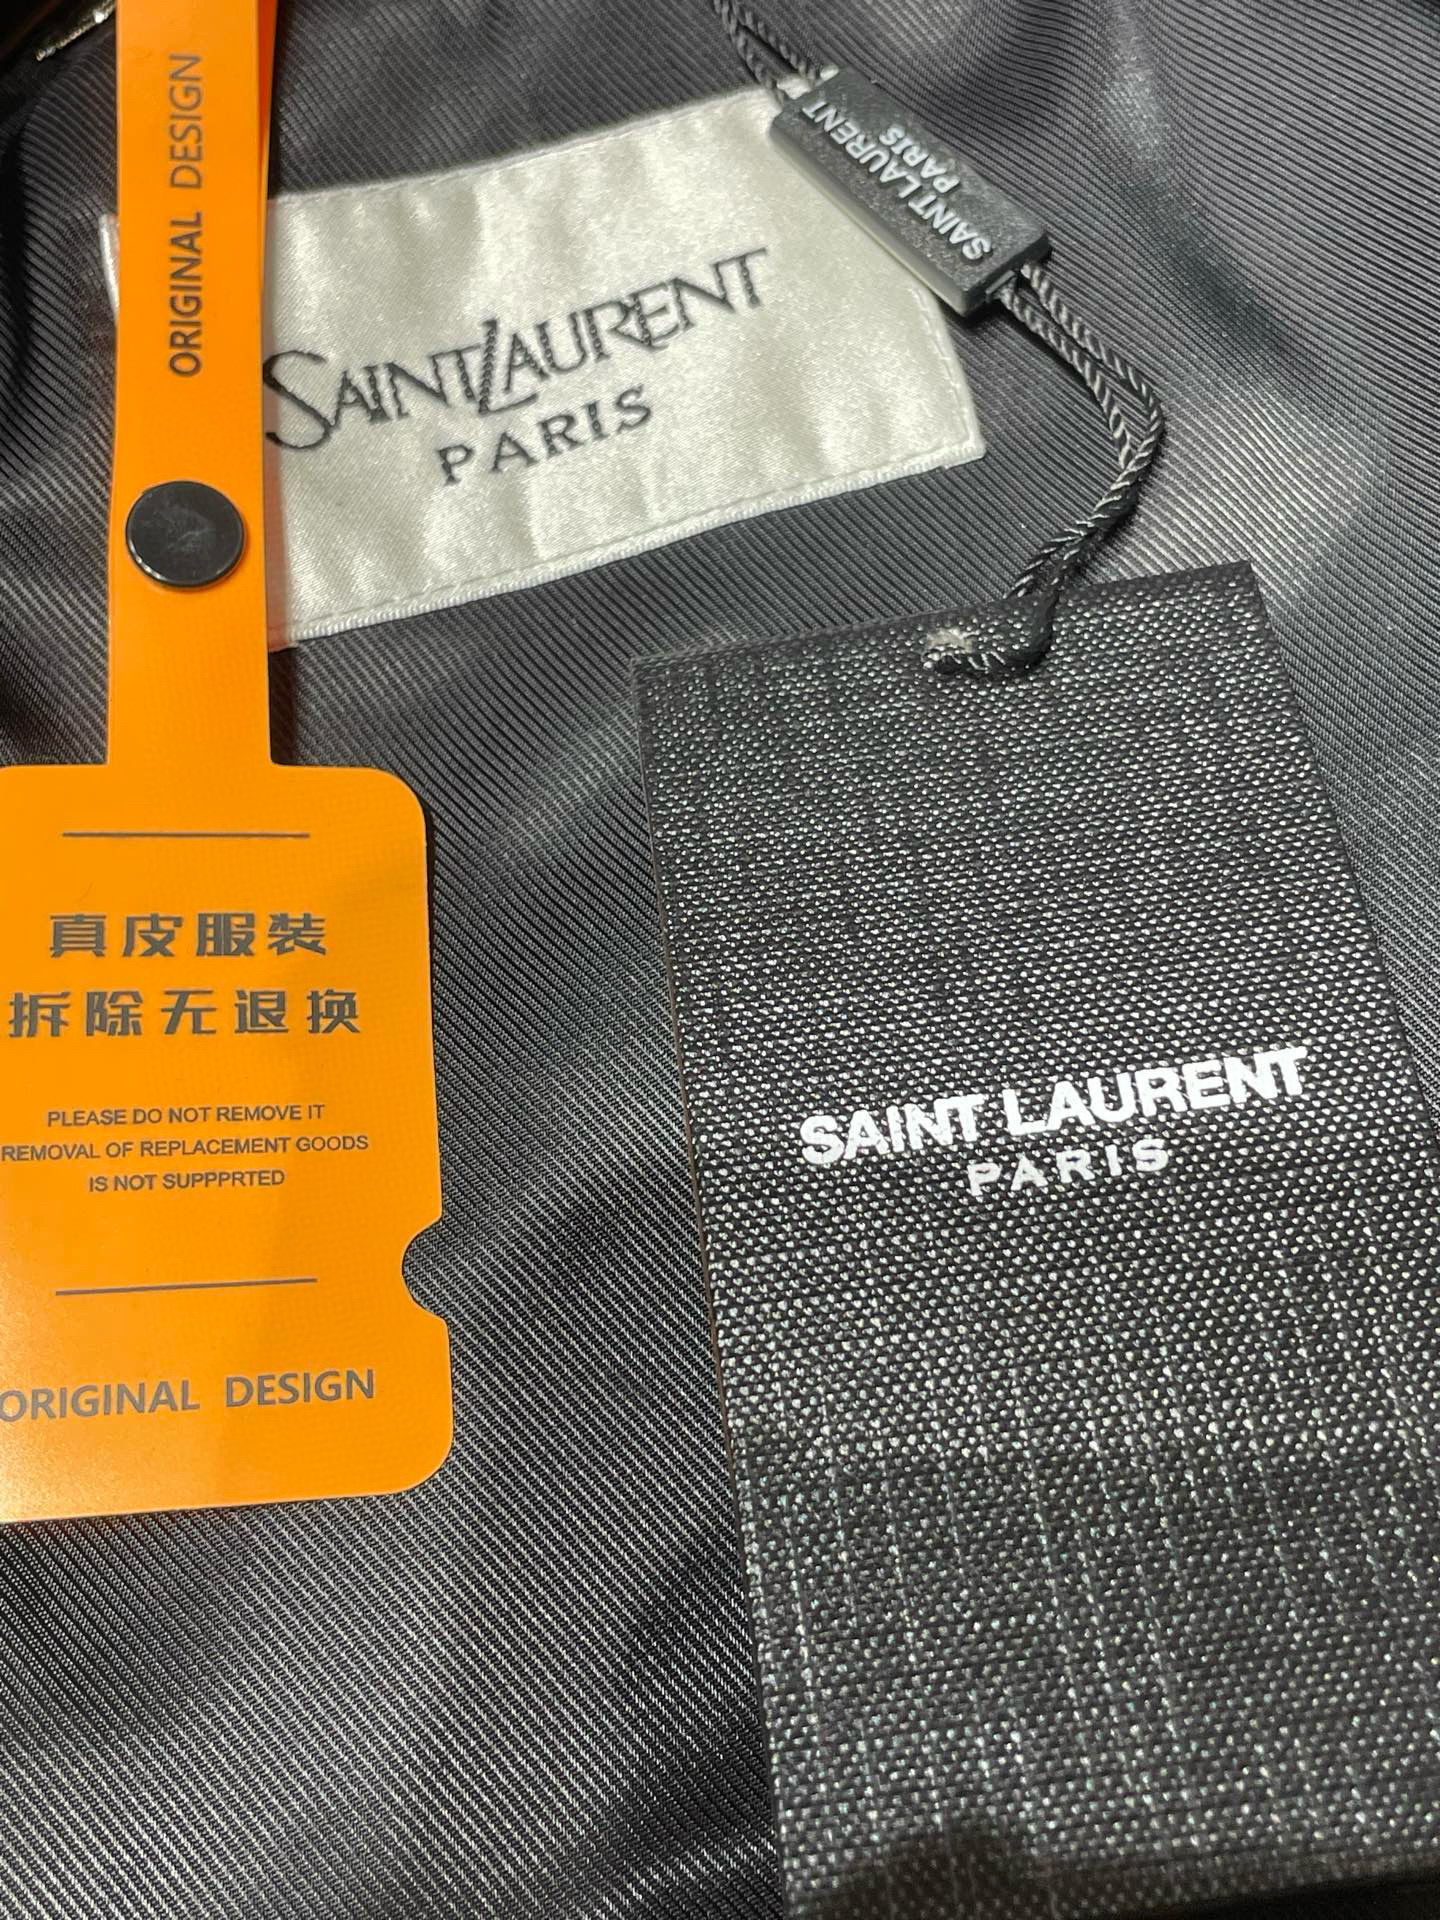 ORIGINAL DESIGN
SAINT LAURENT
PARIS
SAINT LAURENT
PARIS
真皮服装
拆除无退换
PLEASE DO NOT REMOVE IT
REMOVAL OF REPLACEMENT GOODS
IS NOT SUPPPRTED
ORIGINAL DESIGN
SAINT LAURENT
PARIS